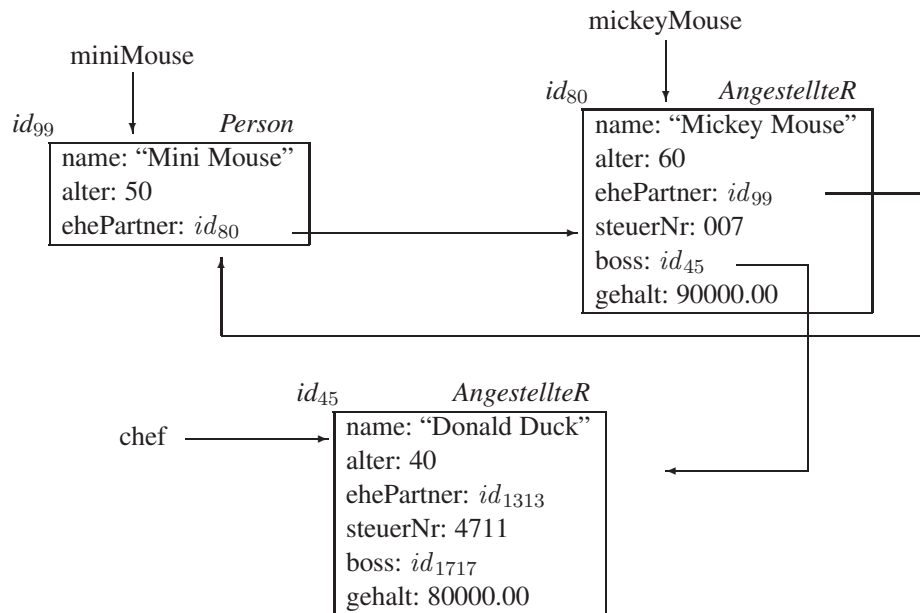 mickeyMouse
miniMouse
id80 AngestellteR
id99 Person
name: “Mickey Mouse”
alter: 60
ehePartner: id99
steuerNr: 007
boss: id45
gehalt: 90000.00
name: “Mini Mouse”
alter: 50
ehePartner: id80
id45 AngestellteR
chef
name: “Donald Duck”
alter: 40
ehePartner: id1313
steuerNr: 4711
boss: id1717
gehalt: 80000.00